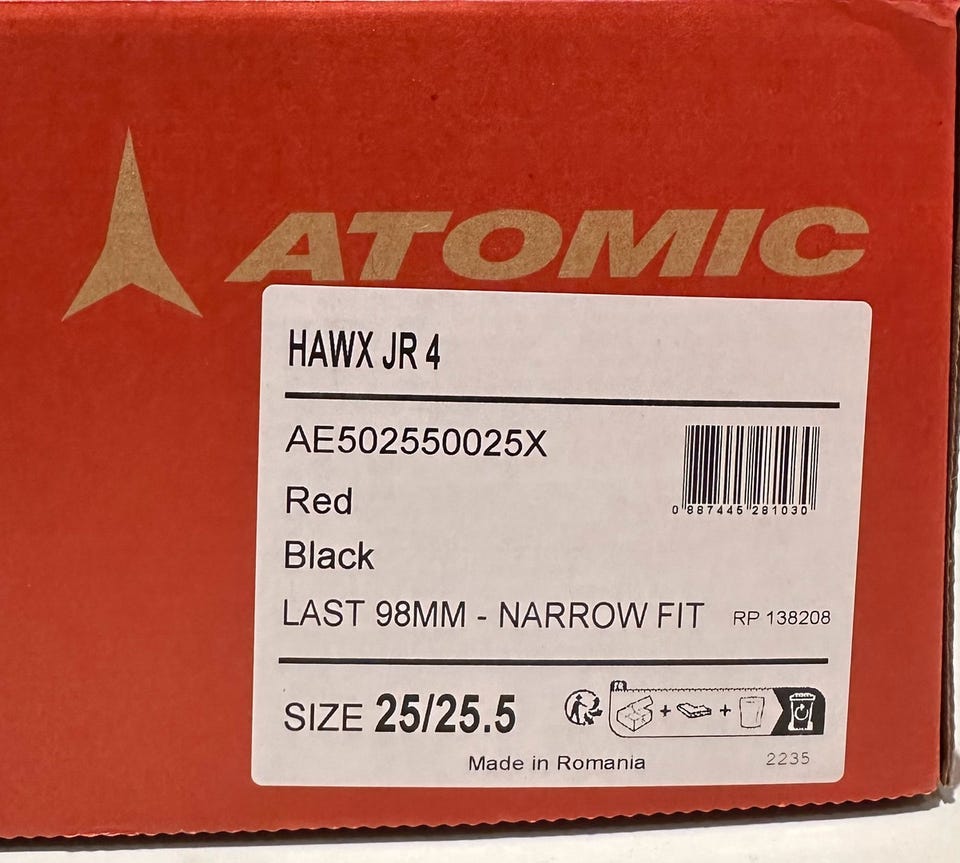 ATOMIC
HAWX JR 4
AE502550025X
Red
0 887445 281030
Black
LAST 98MM - NARROW FIT RP 138208
SIZE 25/25.5
Made in Romania
2235